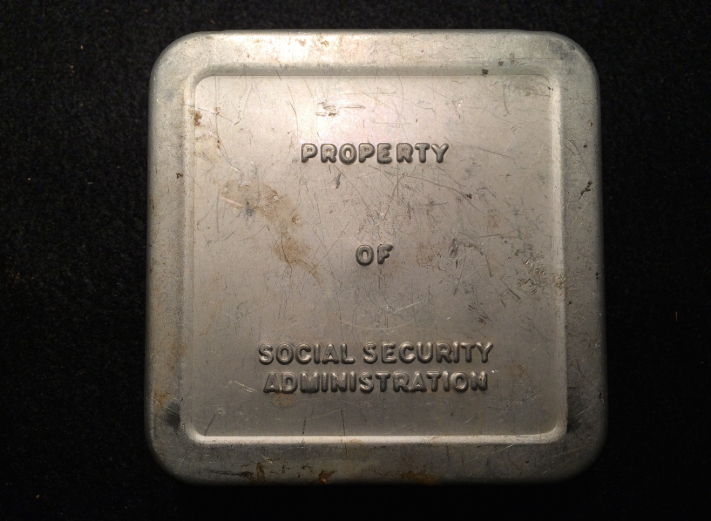 PROPERTY
OF
SOCIAL SECURITY
ADMINISTRATION